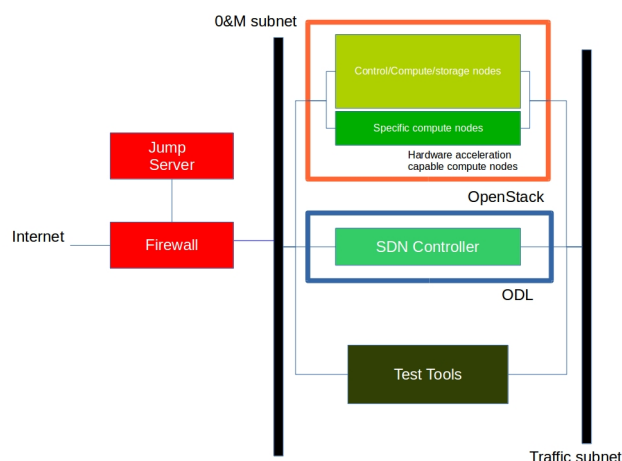 0&M subnet
Control/Compute/storage nodes
Specific compute nodes
Hardware acceleration
capable compute nodes
OpenStack
Jump
Server
Internet
Firewall
SDN Controller
ODL
Test Tools
Traffic subnet